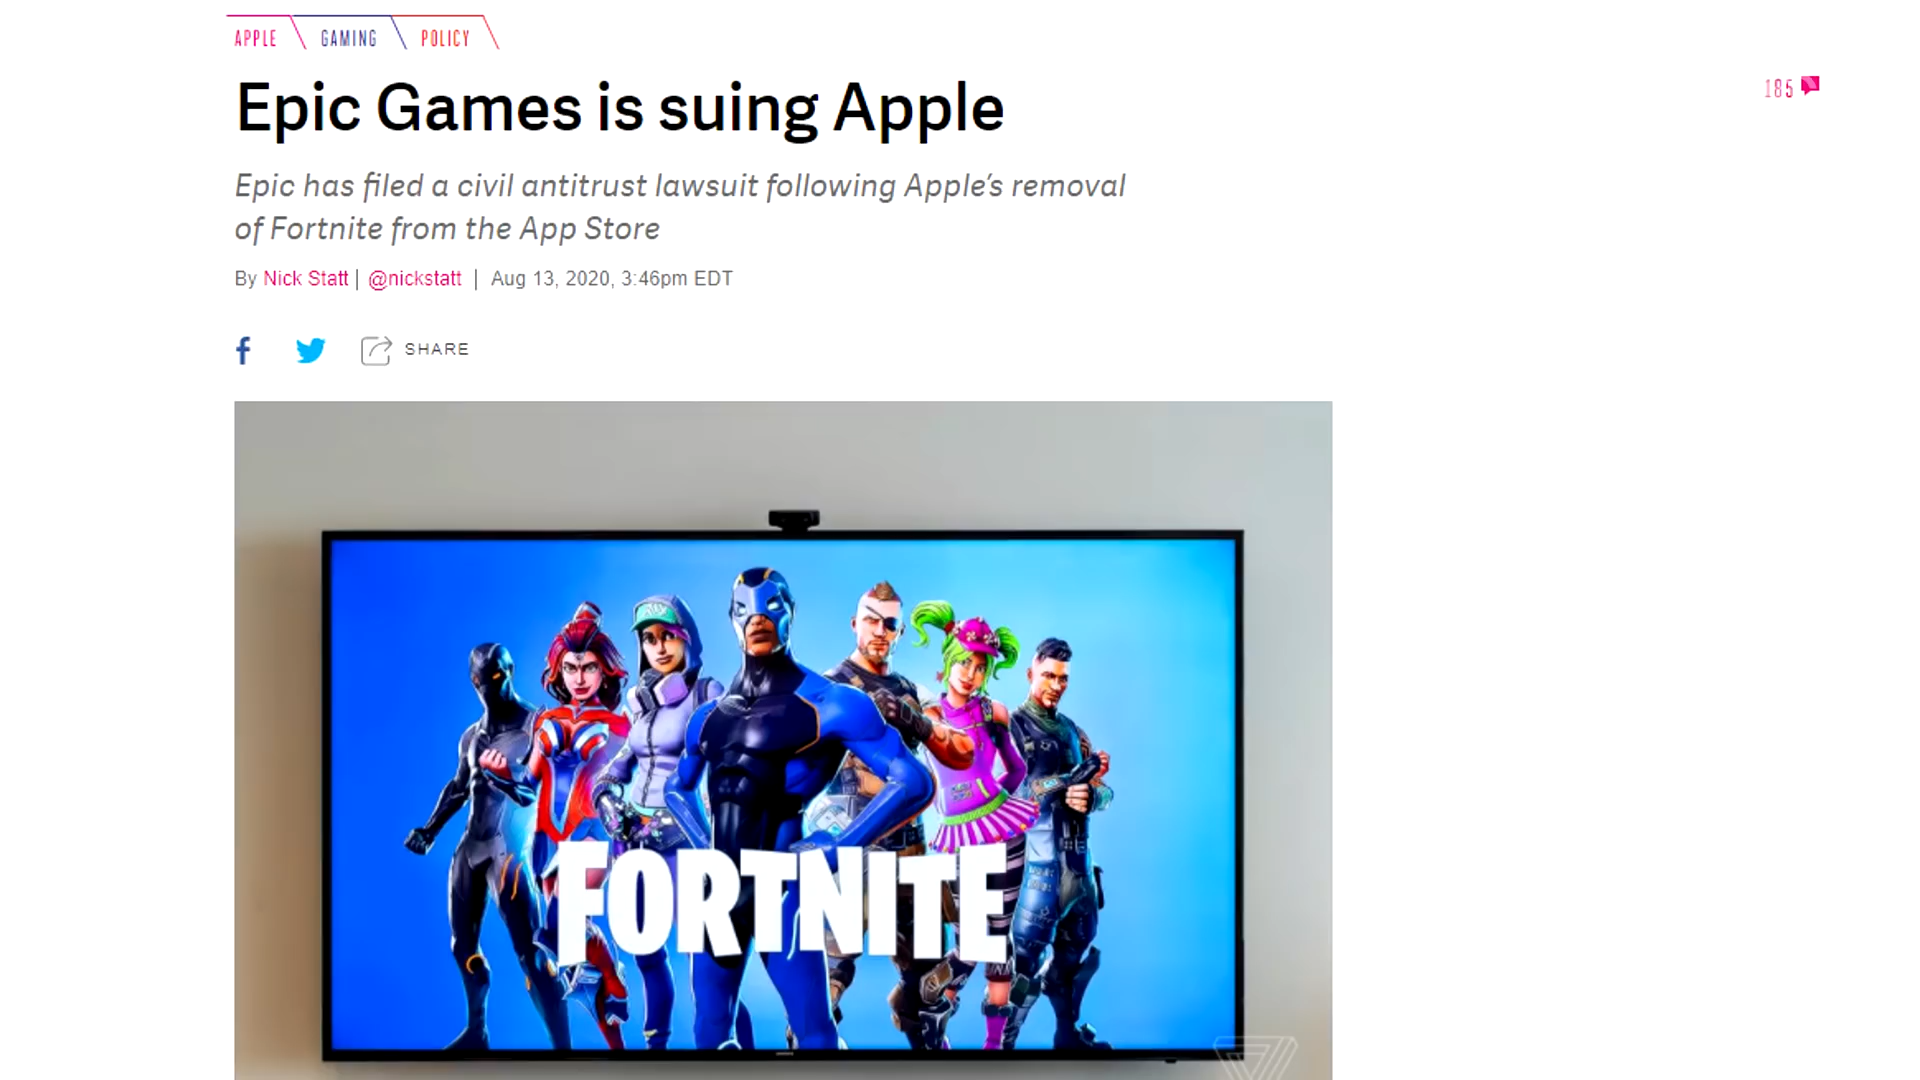 APPLE GAMING POLICY
Epic Games is suing Apple
185
Epic has filed a civil antitrust lawsuit following Apple's removal
of Fortnite from the App Store
By Nick Statt | @nickstatt | Aug 13, 2020, 3:46pm EDT
SHARE
FORTNITE